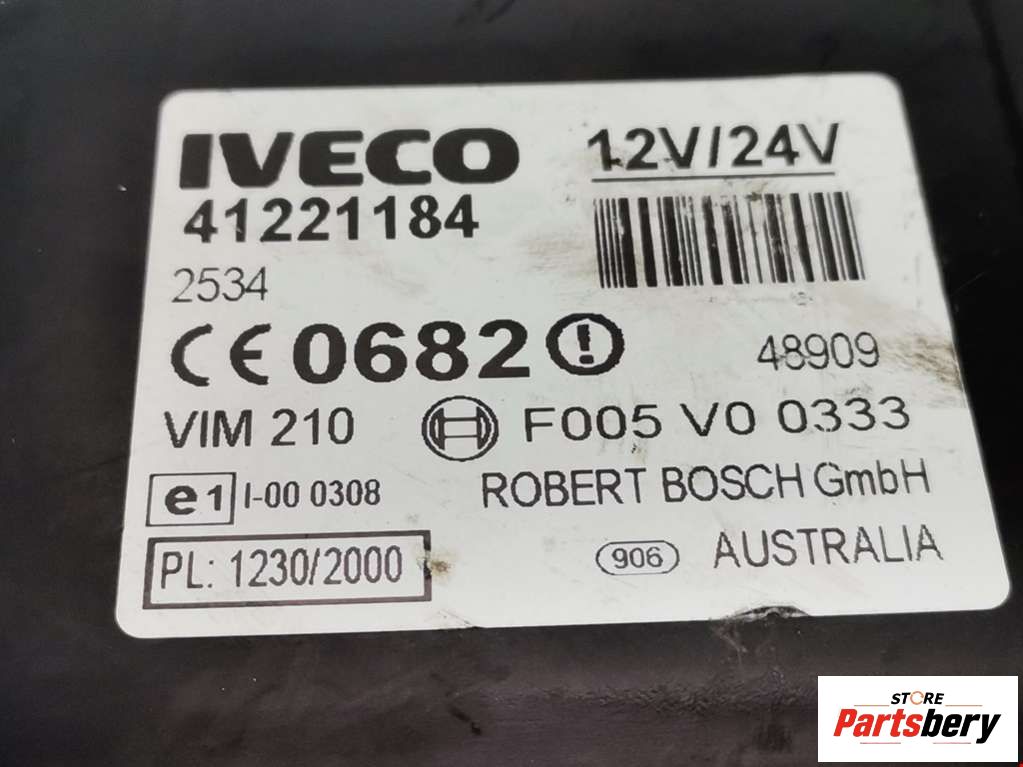 IVECO 12V/24V
41221184
2534
CE 0682 !
48909
VIM 210 F005 V0 0333
e1 I-00 0308 ROBERT BOSCH GmbH
PL: 1230/2000 906 AUSTRALIA
STORE
Partsbery